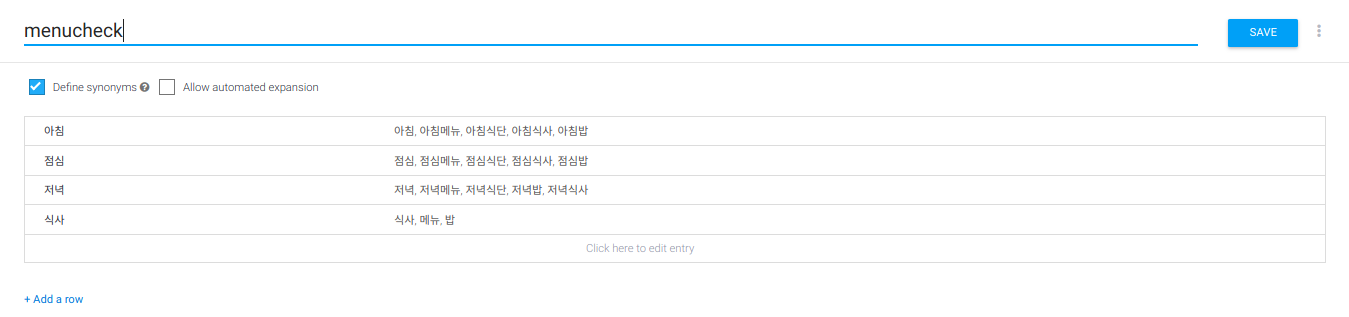 menucheck
SAVE
Define synonyms
Allow automated expansion
아침 아침, 아침메뉴, 아침식단, 아침식사, 아침밥
점심 점심, 점심메뉴, 점심식단, 점심식사, 점심밥
저녁 저녁, 저녁메뉴, 저녁식단, 저녁밥, 저녁식사
식사 식사, 메뉴, 밥
Click here to edit entry
+ Add a row